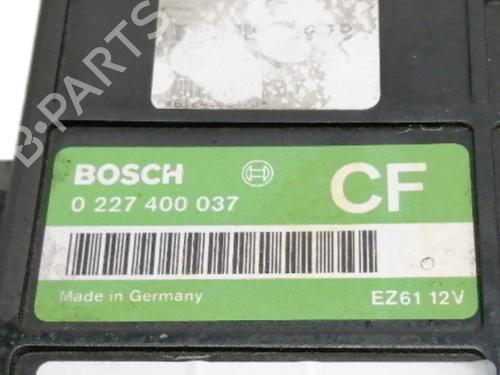 BOSCH
CF
0 227 400 037
Made in Germany
EZ61 12V
B-PARTS